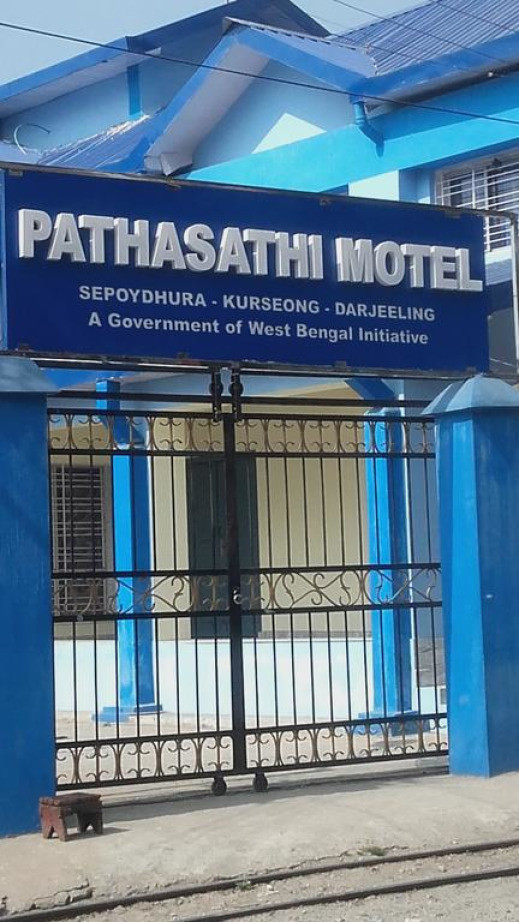 PATHASATHI MOTEL
SEPOYDHURA - KURSEONG - DARJEELING
A Government of West Bengal Initiative